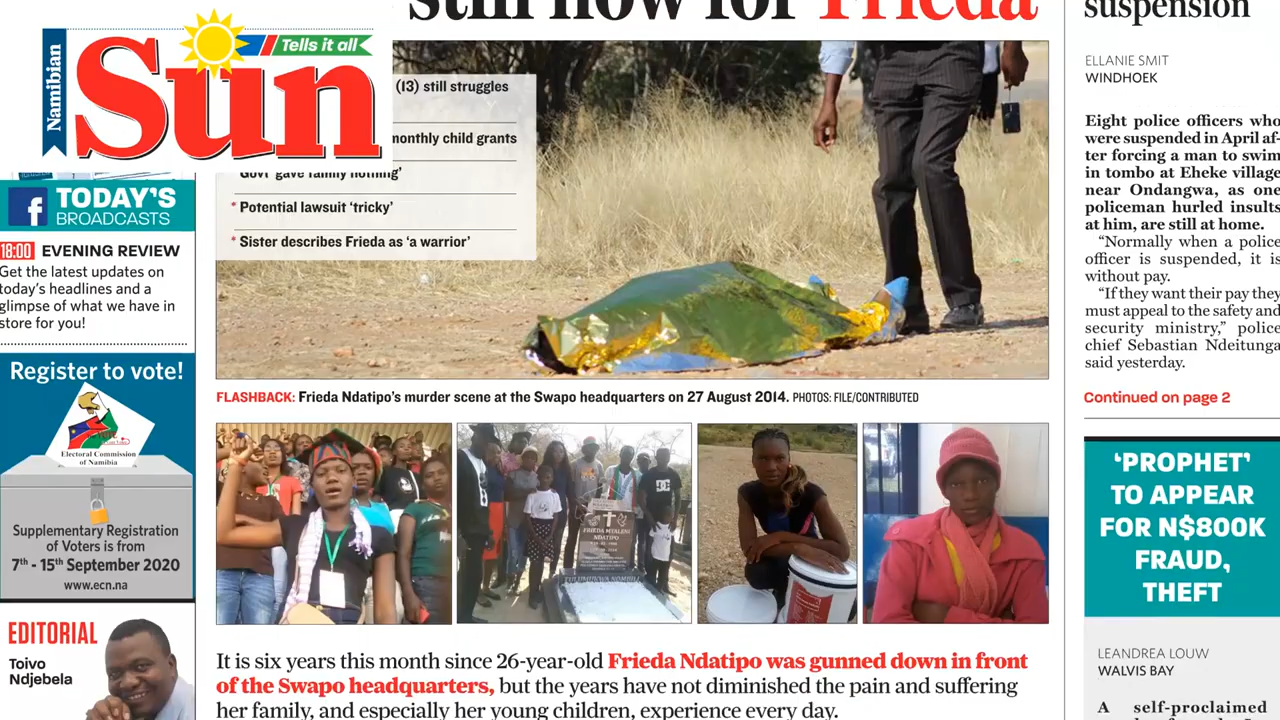 still now for Frieda
suspension
Namibian
Sun
Tells it all
(13) still struggles
monthly child grants
Govt 'gave family nothing'
* Potential lawsuit 'tricky'
* Sister describes Frieda as 'a warrior'
TODAY'S
BROADCASTS
18:00 EVENING REVIEW
Get the latest updates on
today's headlines and a
glimpse of what we have in
store for you!
Register to vote!
Electoral Commission
of Namibia
Supplementary Registration
of Voters is from
7th - 15th September 2020
www.ecn.na
EDITORIAL
Toivo
Ndjebela
FLASHBACK: Frieda Ndatipo's murder scene at the Swapo headquarters on 27 August 2014. PHOTOS: FILE/CONTRIBUTED
FRIEDA
NDATIPO
It is six years this month since 26-year-old Frieda Ndatipo was gunned down in front
of the Swapo headquarters, but the years have not diminished the pain and suffering
her family, and especially her young children, experience every day.
ELLANIE SMIT
WINDHOEK
Eight police officers who
were suspended in April af-
ter forcing a man to swim
in tombo at Eheke village
near Ondangwa, as one
policeman hurled insults
at him, are still at home.
"Normally when a police
officer is suspended, it is
without pay.
"If they want their pay they
must appeal to the safety and
security ministry," police
chief Sebastian Ndeitunga
said yesterday.
Continued on page 2
'PROPHET'
TO APPEAR
FOR N$800K
FRAUD,
THEFT
LEANDREA LOUW
WALVIS BAY
A self-proclaimed